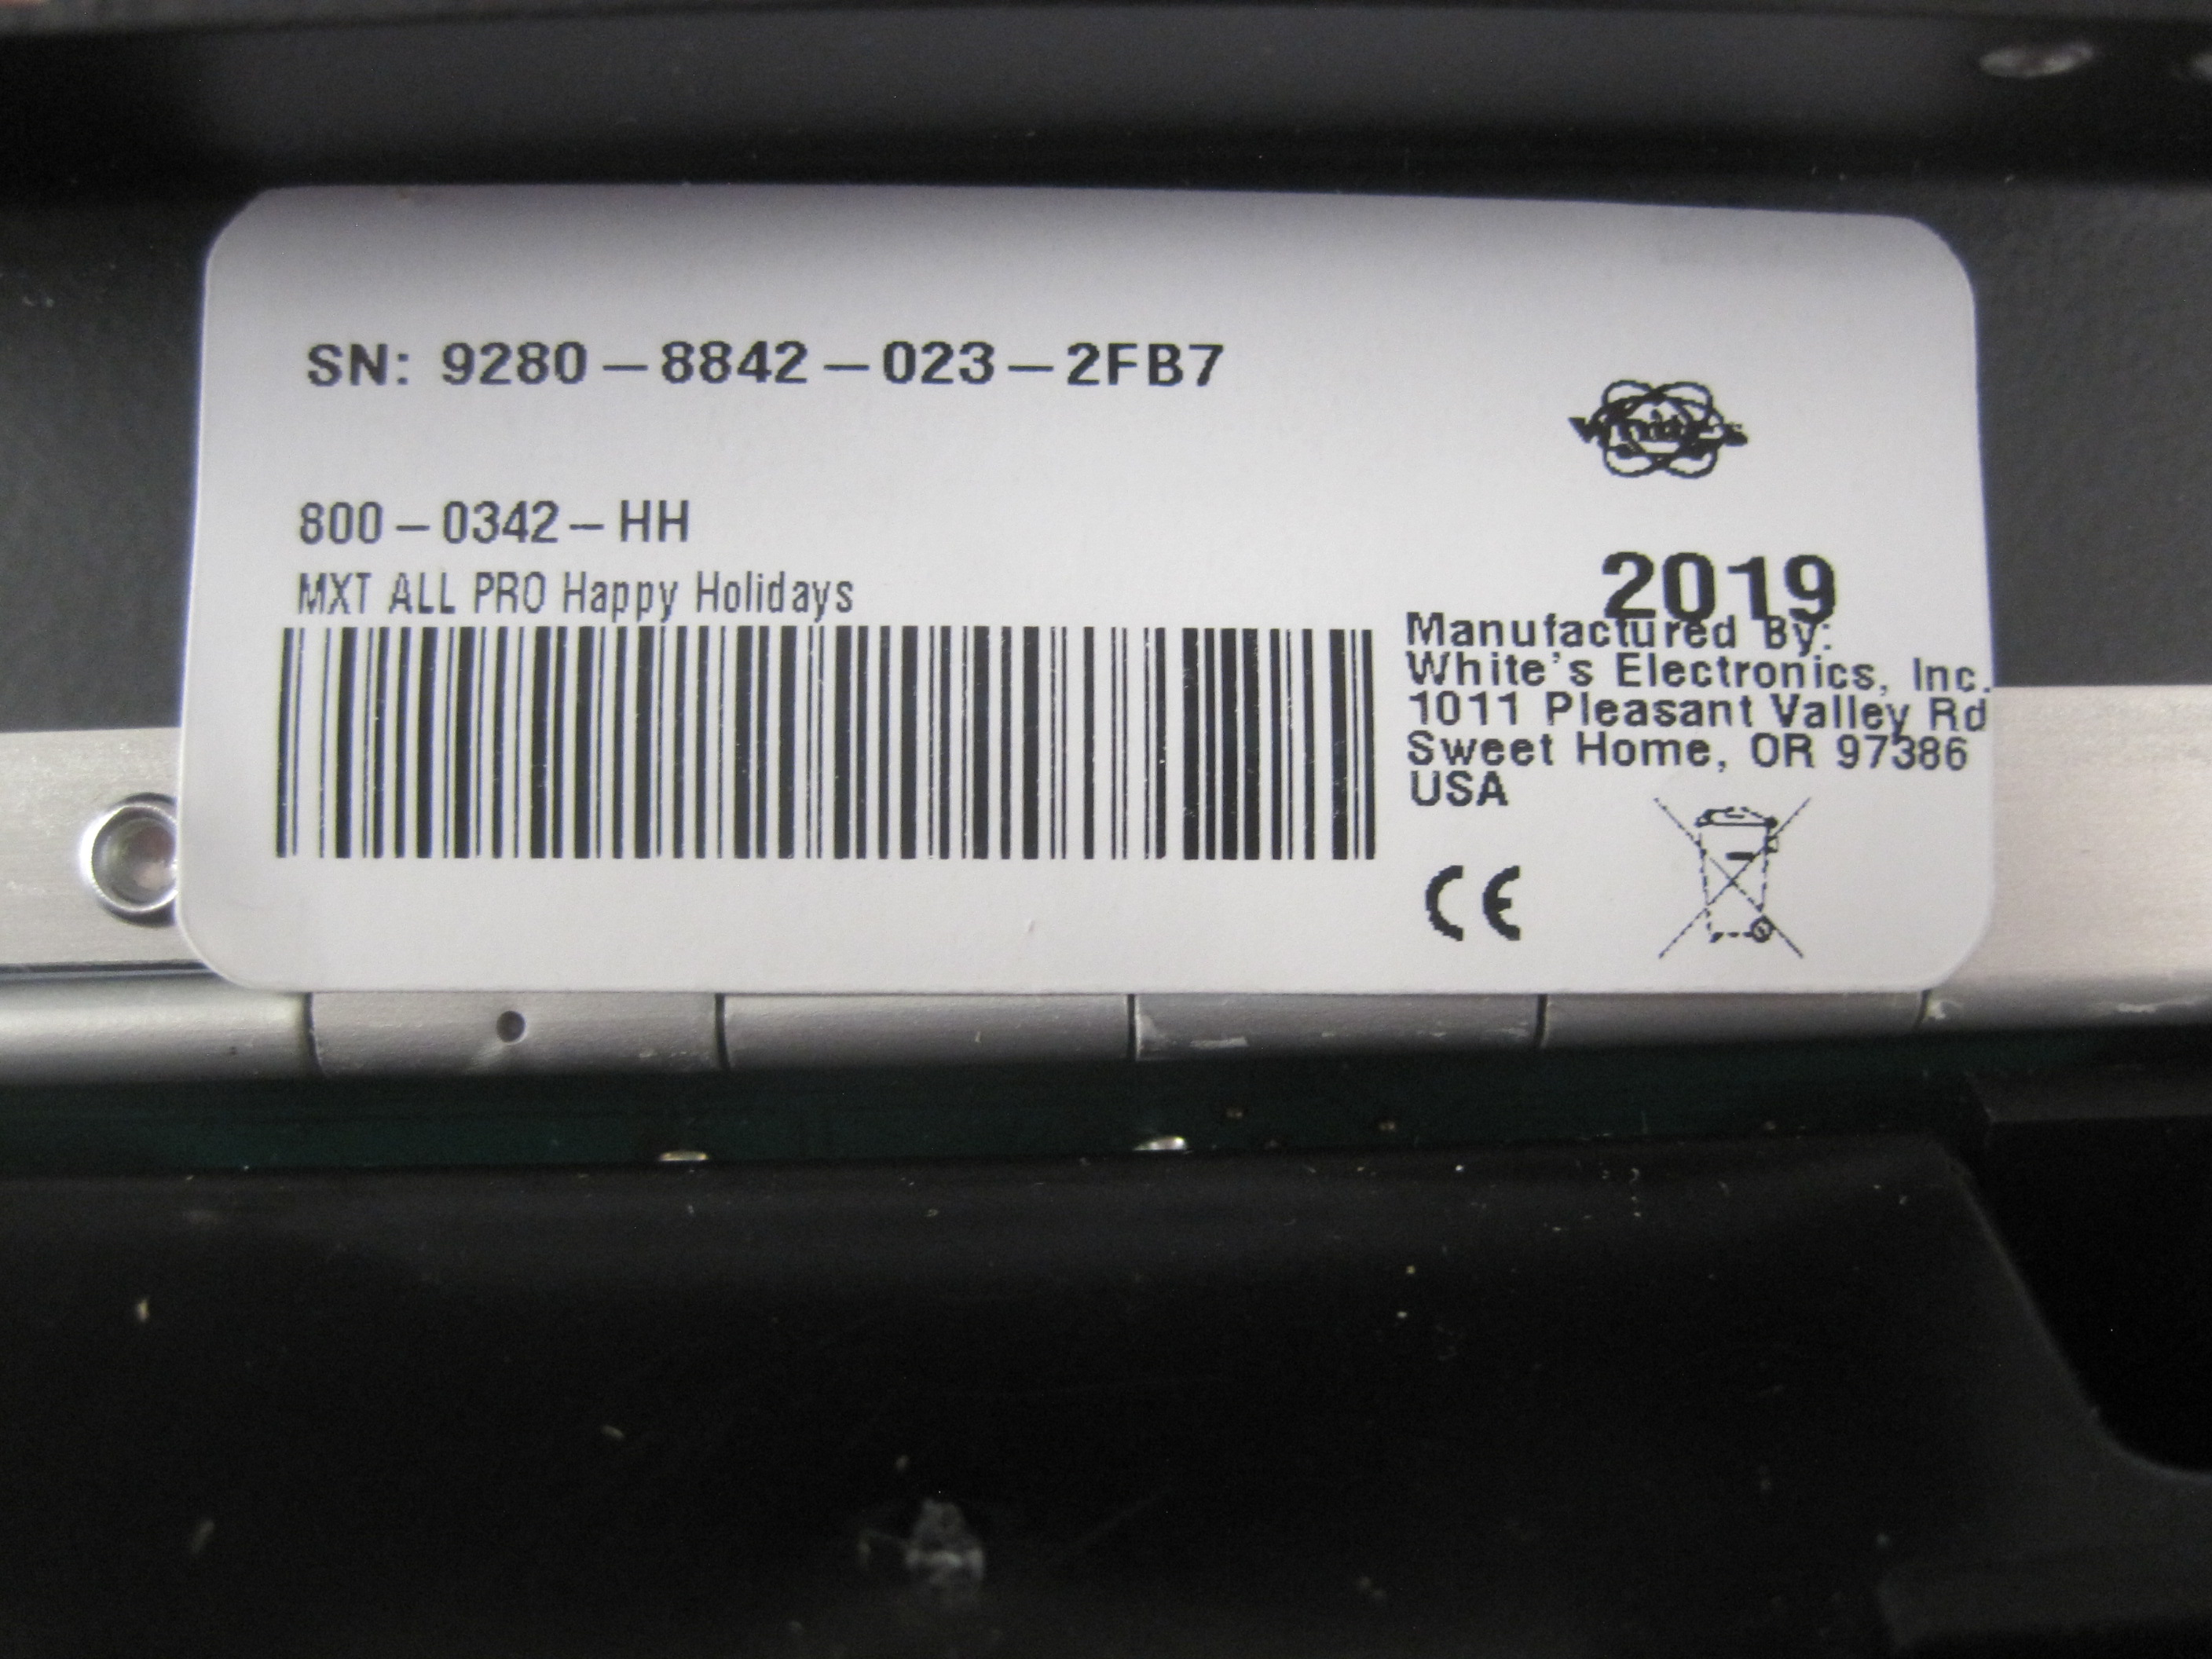 SN: 9280-8842-023-2FB7
800-0342-HH
MXT ALL PRO Happy Holidays
White's
2019
Manufactured By:
White's Electronics, Inc.
1011 Pleasant Valley Rd
Sweet Home, OR 97386
USA
CE